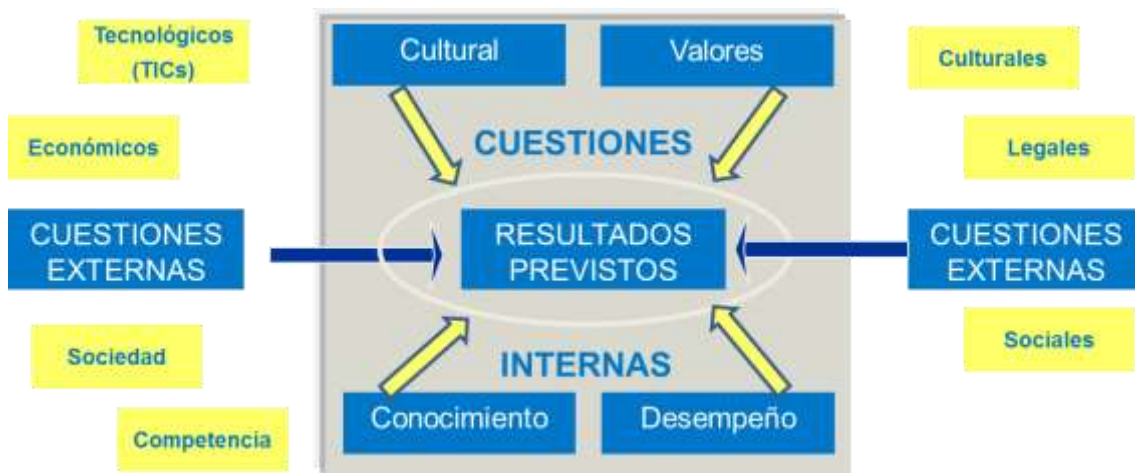 Tecnológicos
(TICs)
Económicos
CUESTIONES
EXTERNAS
Sociedad
Competencia
Cultural
Valores
CUESTIONES
RESULTADOS
PREVISTOS
INTERNAS
Conocimiento
Desempeño
Culturales
Legales
CUESTIONES
EXTERNAS
Sociales